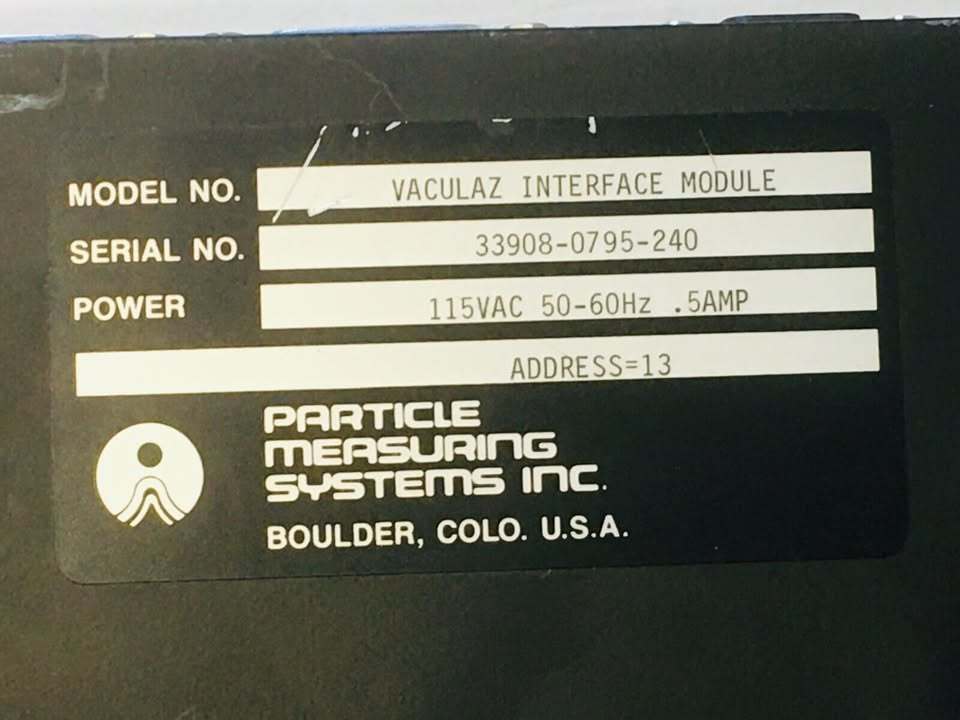 MODEL NO. VACULAZ INTERFACE MODULE
SERIAL NO. 33908-0795-240
POWER 115VAC 50-60Hz .5AMP
ADDRESS=13
PARTICLE
MEASURING
SYSTEMS INC.
BOULDER, COLO. U.S.A.